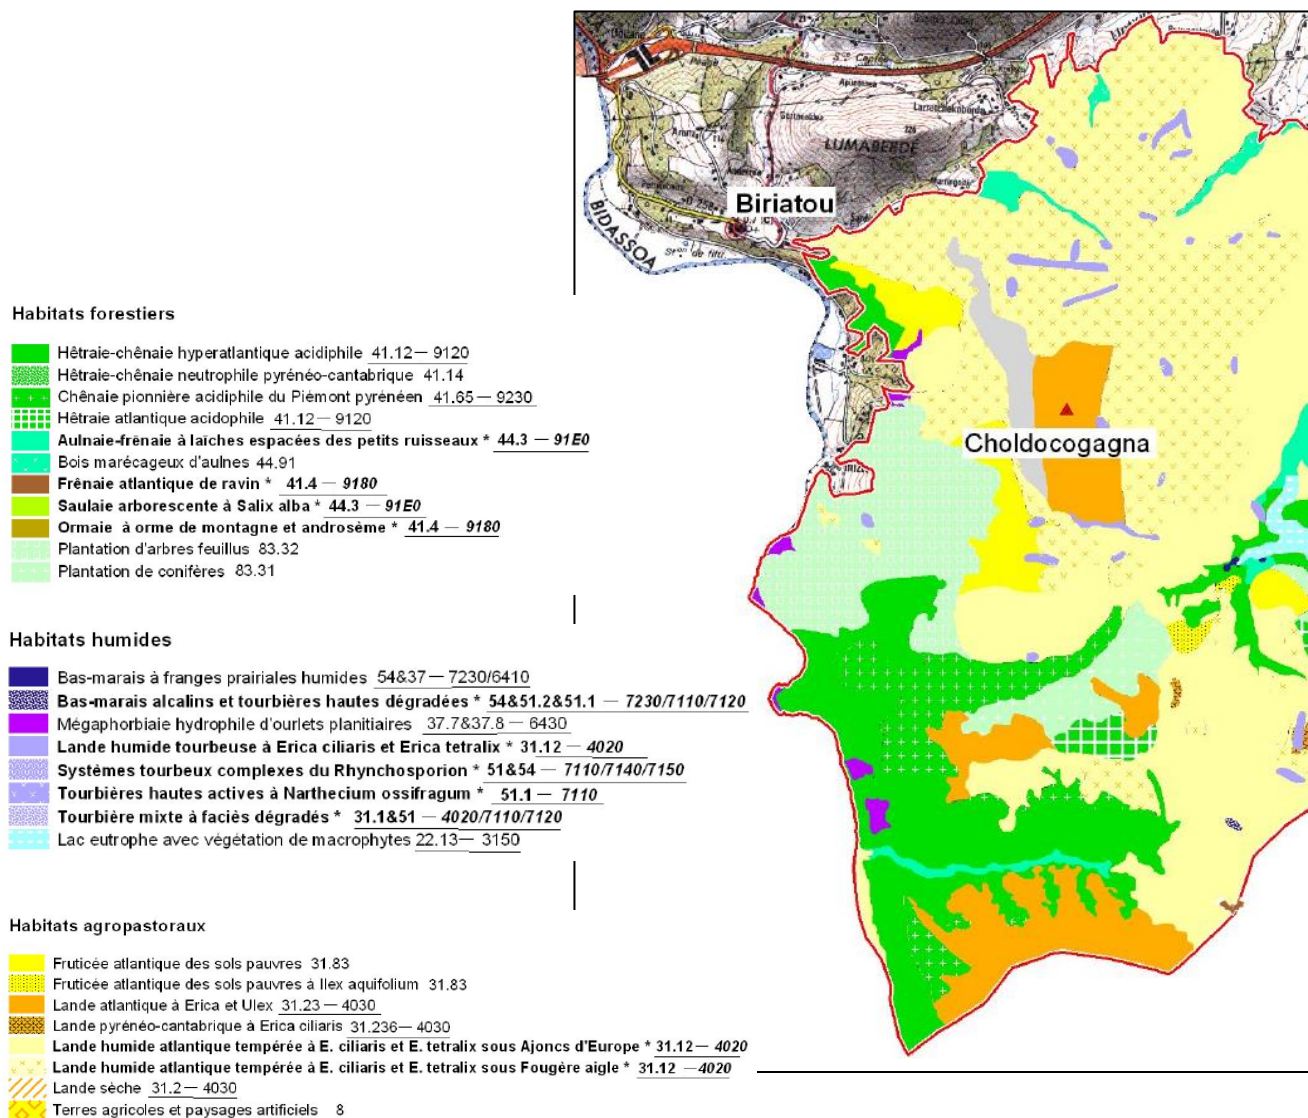 Biriatou
LUMABERDE
BIDASSOA
Choldocogagna
Habitats forestiers
Hêtraie-chênaie hyperatlantique acidiphile 41.12 — 9120
Hêtraie-chênaie neutrophile pyrénéo-cantabrique 41.14
Chênaie pionnière acidiphile du Piémont pyrénéen 41.65 — 9230
Hêtraie atlantique acidophile 41.12 — 9120
Aulnaie-frênaie à laîches espacées des petits ruisseaux * 44.3 — 91E0
Bois marécageux d'aulnes 44.91
Frênaie atlantique de ravin * 41.4 — 9180
Saulaie arborescente à Salix alba * 44.3 — 91E0
Ormaie à orme de montagne et androsème * 41.4 — 9180
Plantation d'arbres feuillus 83.32
Plantation de conifères 83.31
Habitats humides
Bas-marais à franges prairiales humides 54&37 — 7230/6410
Bas-marais alcalins et tourbières hautes dégradées * 54&51.2&51.1 — 7230/7110/7120
Mégaphorbiaie hydrophile d'ourlets planitiaires 37.7&37.8 — 6430
Lande humide tourbeuse à Erica ciliaris et Erica tetralix * 31.12 — 4020
Systèmes tourbeux complexes du Rhynchosporion * 51&54 — 7110/7140/7150
Tourbières hautes actives à Narthecium ossifragum * 51.1 — 7110
Tourbière mixte à faciès dégradés * 31.1&51 — 4020/7110/7120
Lac eutrophe avec végétation de macrophytes 22.13 — 3150
Habitats agropastoraux
Fruticée atlantique des sols pauvres 31.83
Fruticée atlantique des sols pauvres à Ilex aquifolium 31.83
Lande atlantique à Erica et Ulex 31.23 — 4030
Lande pyrénéo-cantabrique à Erica ciliaris 31.236 — 4030
Lande humide atlantique tempérée à E. ciliaris et E. tetralix sous Ajoncs d'Europe * 31.12 — 4020
Lande humide atlantique tempérée à E. ciliaris et E. tetralix sous Fougère aigle * 31.12 — 4020
Lande sèche 31.2 — 4030
Terres agricoles et paysages artificiels 8